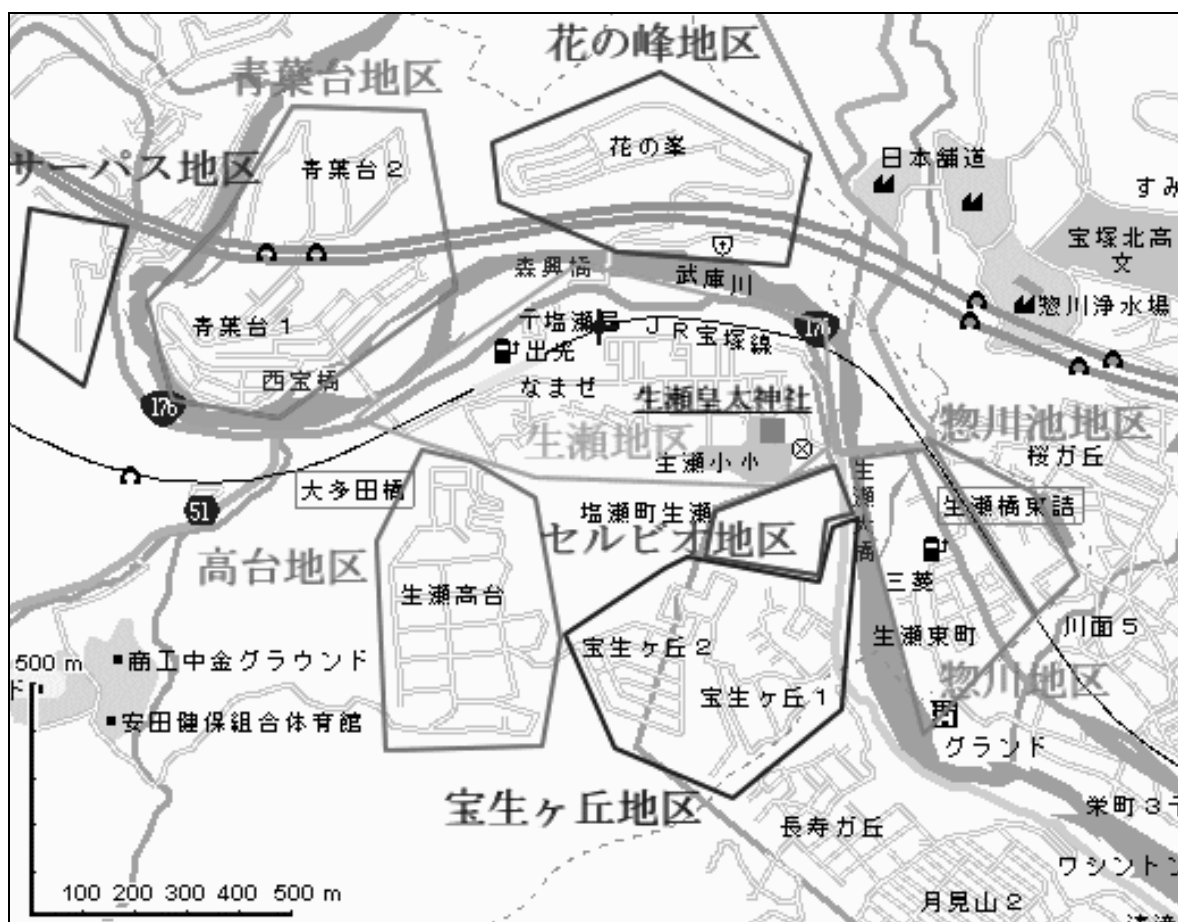 花の峰地区
青葉台地区
サーパス地区
青葉台2
花の峯
日本舗道
すみ
宝塚北高
文
惣川浄水場
森興橋
武庫川
青葉台1
出光
JR宝塚線
176
西宝橋
なまぜ
生瀬皇太神社
176
生瀬地区
生瀬小
惣川池地区
桜ガ丘
大多田橋
51
塩瀬町生瀬
生瀬橋東詰
セルビオ地区
高台地区
生瀬高台
三菱
宝生ヶ丘2
生瀬東町
川面5
500 m
商工中金グラウンド
宝生ヶ丘1
惣川地区
安田健保組合体育館
グランド
宝生ヶ丘地区
長寿ガ丘
栄町3
ワシントン
100 200 300 400 500 m
月見山2